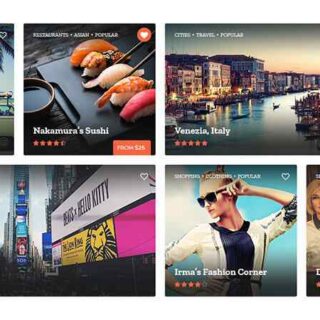 RESTAURANTS • ASIAN • POPULAR
Nakamura's Sushi
FROM $25
CITIES • TRAVEL • POPULAR
Venezia, Italy
BEAMS × HELLO KITTY
THE LION KING
SHOPPING • CLOTHING • POPULAR
Irma's Fashion Corner